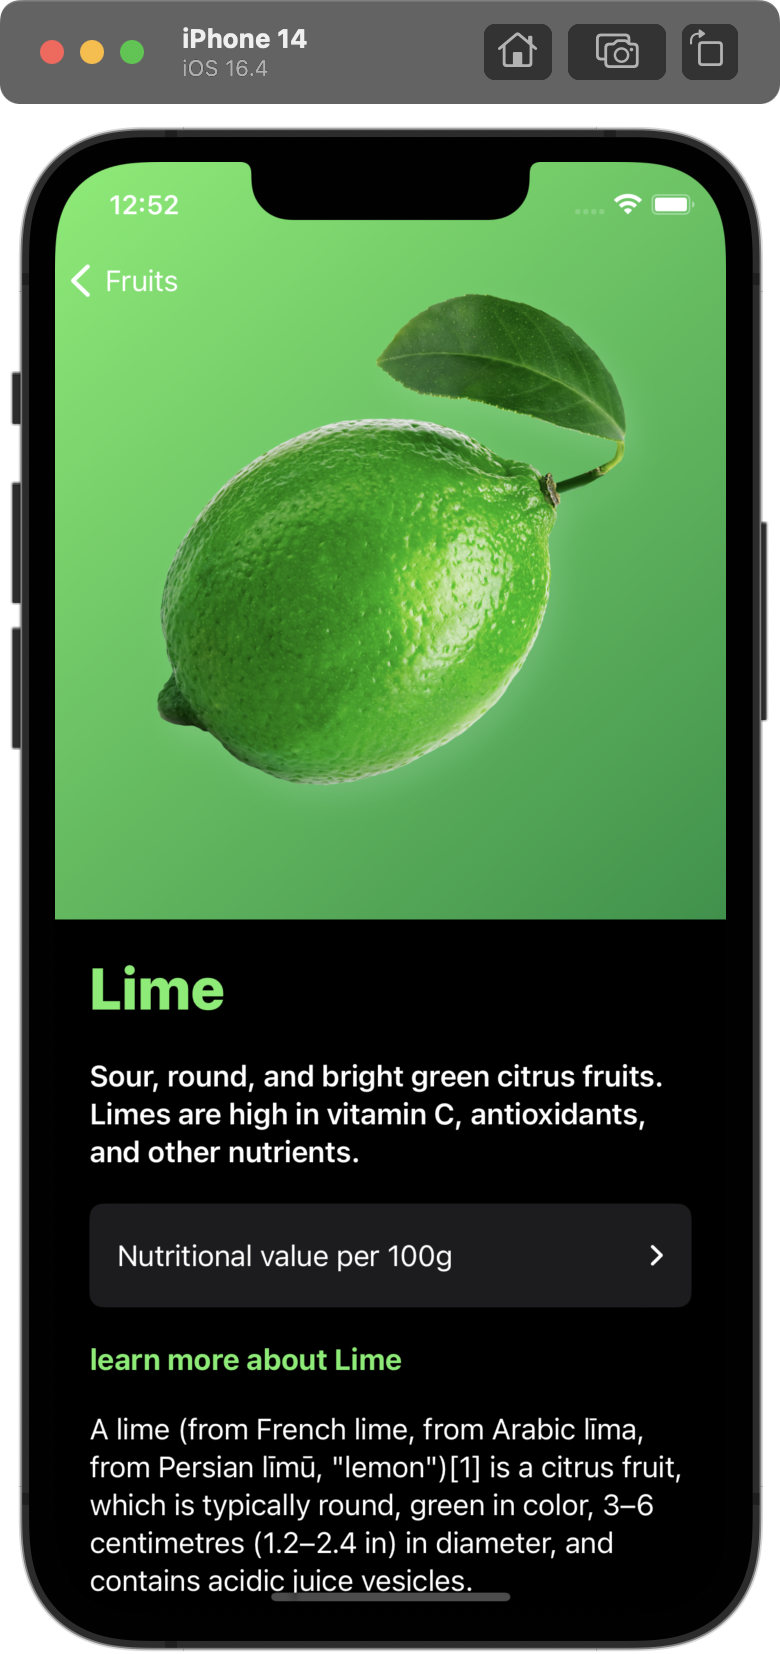 iPhone 14
iOS 16.4
12:52
Fruits
Lime
Sour, round, and bright green citrus fruits.
Limes are high in vitamin C, antioxidants,
and other nutrients.
Nutritional value per 100g
learn more about Lime
A lime (from French lime, from Arabic līma,
from Persian līmū, "lemon")[1] is a citrus fruit,
which is typically round, green in color, 3–6
centimetres (1.2–2.4 in) in diameter, and
contains acidic juice vesicles.